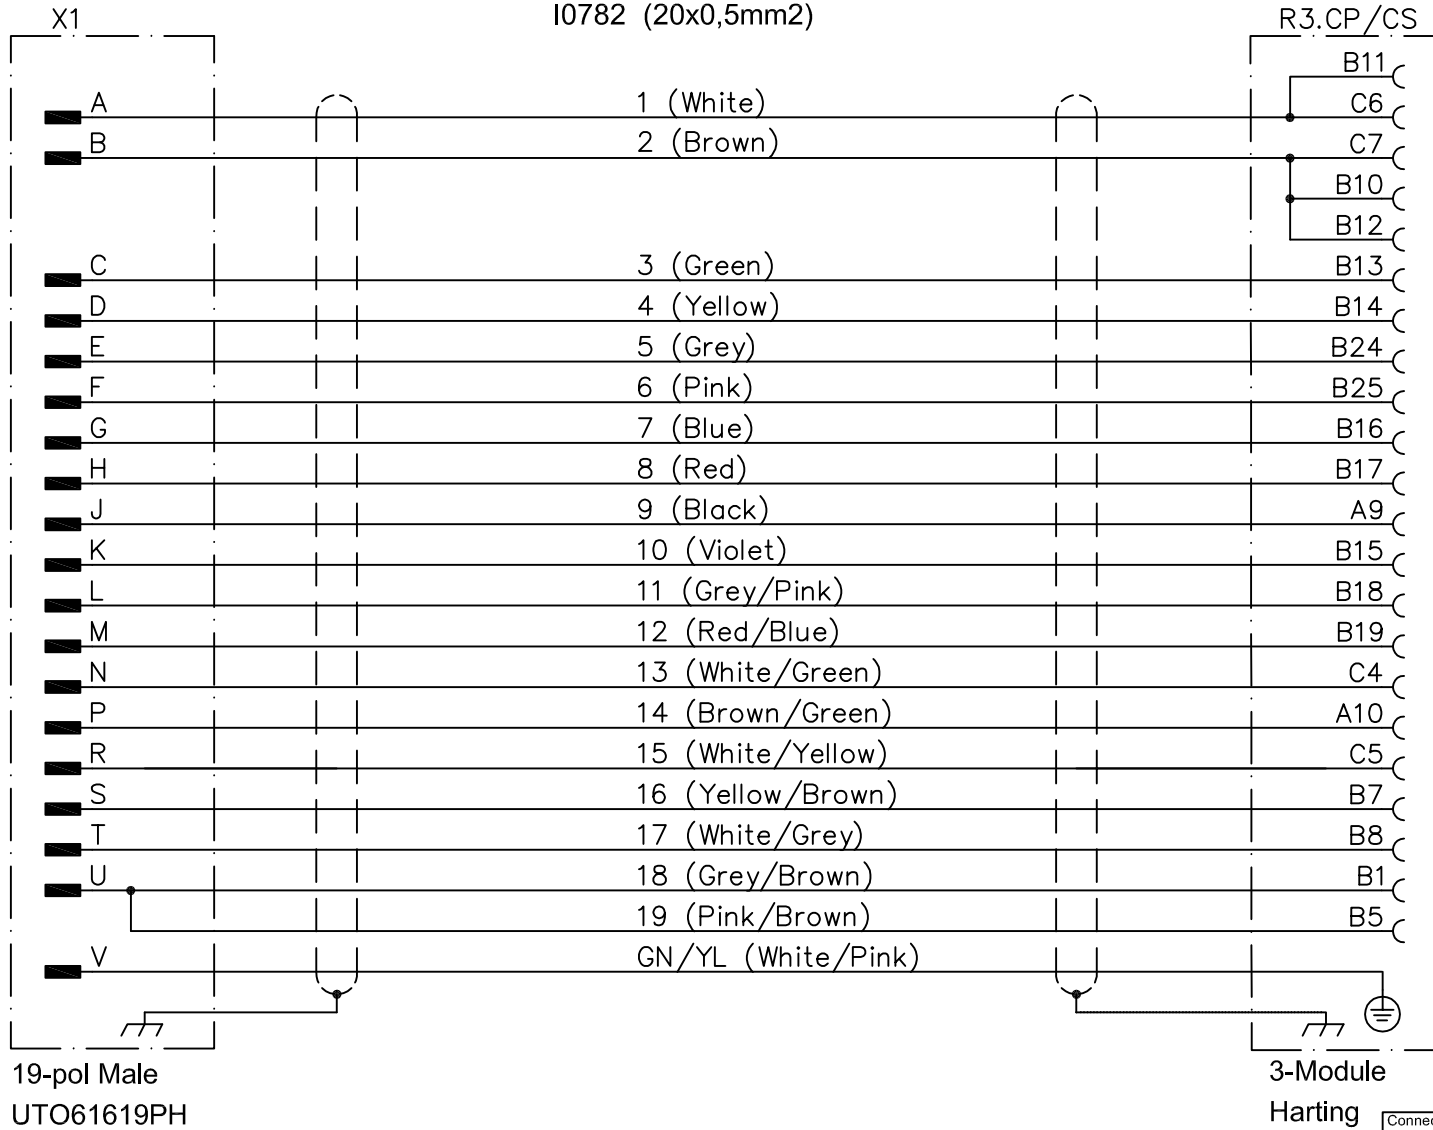 X1 I0782 (20x0,5mm2) R3.CP/CS
B11
A 1 (White) C6
B 2 (Brown) C7
B10
B12
C 3 (Green) B13
D 4 (Yellow) B14
E 5 (Grey) B24
F 6 (Pink) B25
G 7 (Blue) B16
H 8 (Red) B17
J 9 (Black) A9
K 10 (Violet) B15
L 11 (Grey/Pink) B18
M 12 (Red/Blue) B19
N 13 (White/Green) C4
P 14 (Brown/Green) A10
R 15 (White/Yellow) C5
S 16 (Yellow/Brown) B7
T 17 (White/Grey) B8
U 18 (Grey/Brown) B1
19 (Pink/Brown) B5
V GN/YL (White/Pink)
19-pol Male 3-Module
UTO61619PH Harting